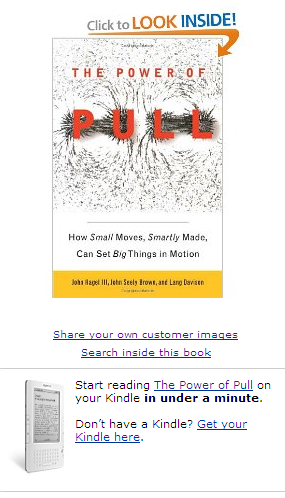 Click to LOOK INSIDE!
THE POWER OF
PULL
How Small Moves, Smartly Made,
Can Set Big Things in Motion
John Hagel III, John Seely Brown, and Lang Davison
Share your own customer images
Search inside this book
Start reading The Power of Pull on
your Kindle in under a minute.
Don't have a Kindle? Get your
Kindle here.